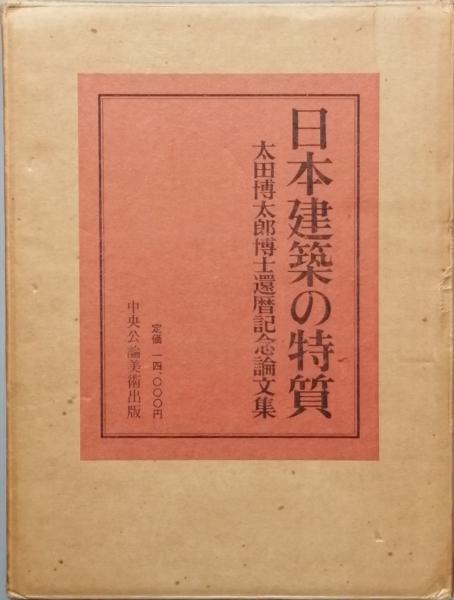 日本建築の特質
太田博太郎博士還暦記念論文集
定価 一四、〇〇〇円
中央公論美術出版